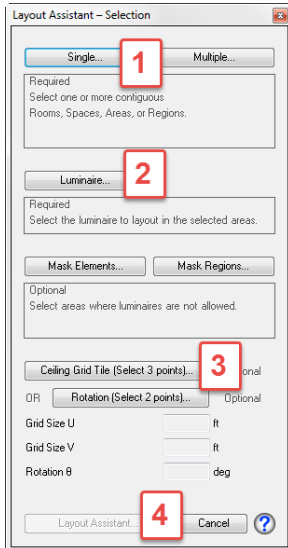 Layout Assistant – Selection
Single... 1 Multiple...
Required
Select one or more contiguous
Rooms, Spaces, Areas, or Regions.
Luminaire... 2
Required
Select the luminaire to layout in the selected areas.
Mask Elements... Mask Regions...
Optional
Select areas where luminaires are not allowed.
Ceiling Grid Tile (Select 3 points)... 3 onal
OR Rotation (Select 2 points)... Optional
Grid Size U ft
Grid Size V ft
Rotation θ deg
Layout Assistant... 4 Cancel ?